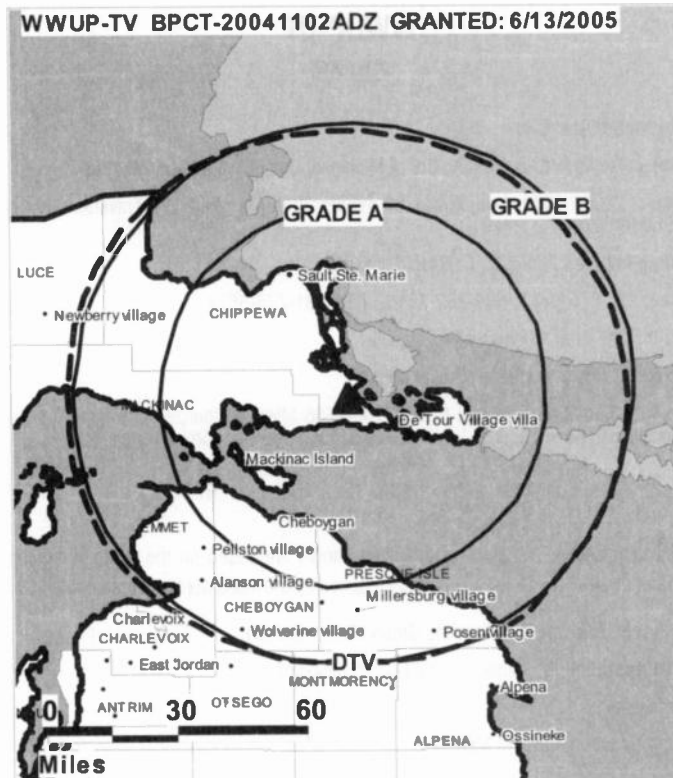 WWUP-TV BPCT-20041102ADZ GRANTED: 6/13/2005
GRADE A
GRADE B
LUCE
Sault Ste. Marie
Newberry village
CHIPPEWA
MACKINAC
De Tour Village villa
Mackinac Island
EMMET
Cheboygan
Pellston village
PRESQUE ISLE
Alanson village
CHEBOYGAN
Millersburg village
Charlevoix
Wolverine village
Posen village
CHARLEVOIX
East Jordan
DTV
MONTMORENCY
Alpena
ANTRIM
OTSEGO
0 30 60
Ossineke
ALPENA
Miles